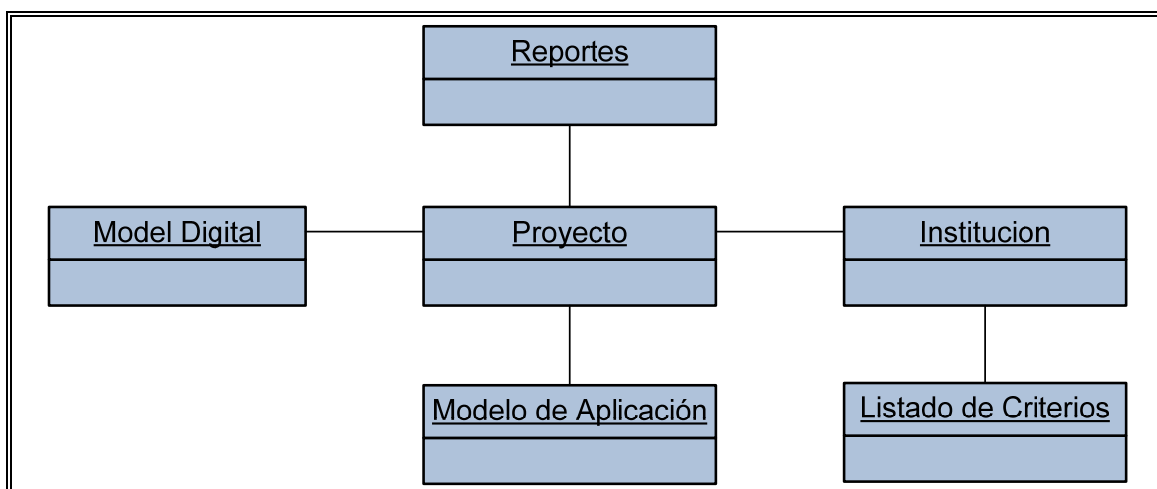 Reportes
Model Digital
Proyecto
Institucion
Modelo de Aplicación
Listado de Criterios